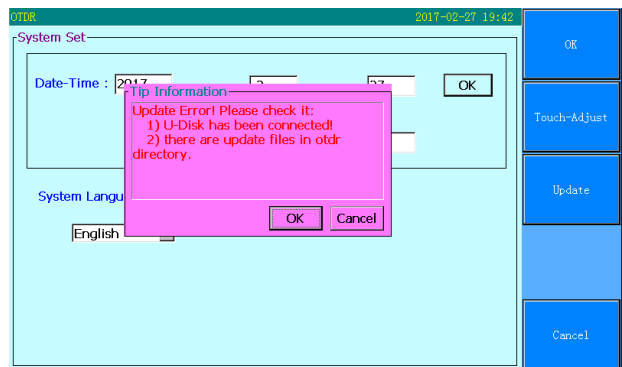 OTDR 2017-02-27 19:42
System Set
OK
Date-Time : 2017 2 27 OK
Tip Information
Update Error! Please check it:
1) U-Disk has been connected!
2) there are update files in otdr
directory.
Touch-Adjust
System Langu
Update
OK Cancel
English
Cancel